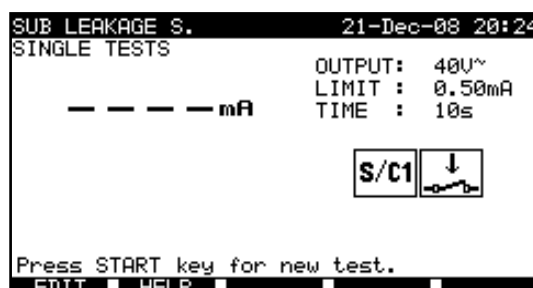 SUB LEAKAGE S. 21-Dec-08 20:24
SINGLE TESTS
OUTPUT: 40V~
LIMIT : 0.50mA
– – – – mA TIME : 10s
S/C1
Press START key for new test.
EDIT HELP